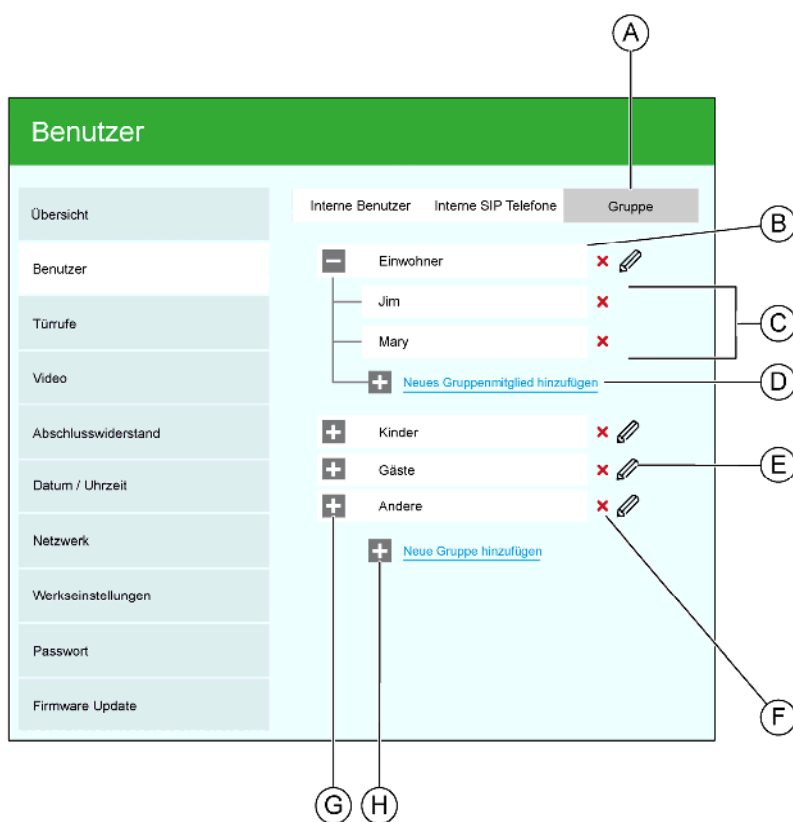 A
Benutzer
Übersicht
Benutzer
Türrufe
Video
Abschlusswiderstand
Datum / Uhrzeit
Netzwerk
Werkseinstellungen
Passwort
Firmware Update
Interne Benutzer Interne SIP Telefone Gruppe
B
Einwohner
Jim
C
Mary
Neues Gruppenmitglied hinzufügen
D
Kinder
Gäste
E
Andere
Neue Gruppe hinzufügen
F
G H